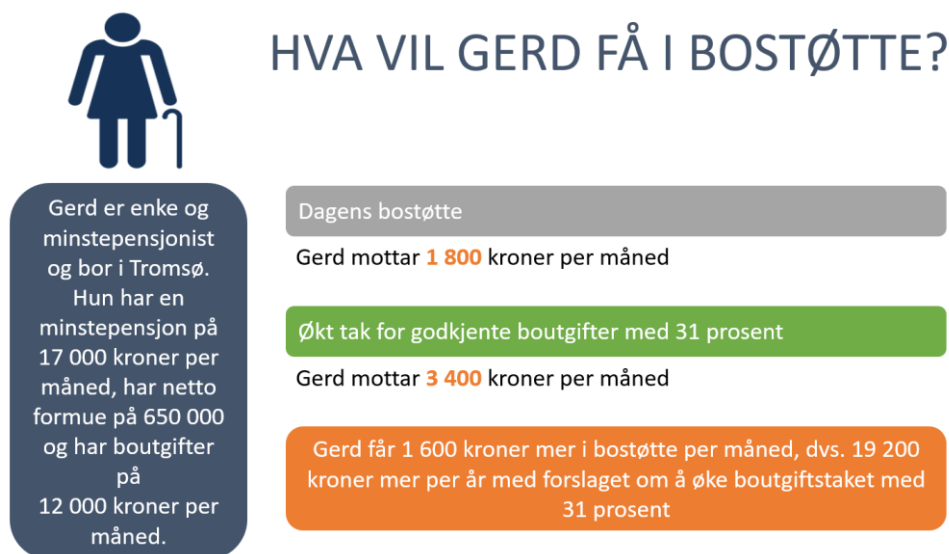 HVA VIL GERD FÅ I BOSTØTTE?
Gerd er enke og
minstepensjonist
og bor i Tromsø.
Hun har en
minstepensjon på
17 000 kroner per
måned, har netto
formue på 650 000
og har boutgifter
på
12 000 kroner per
måned.
Dagens bostøtte
Gerd mottar 1 800 kroner per måned
Økt tak for godkjente boutgifter med 31 prosent
Gerd mottar 3 400 kroner per måned
Gerd får 1 600 kroner mer i bostøtte per måned, dvs. 19 200
kroner mer per år med forslaget om å øke boutgiftstaket med
31 prosent